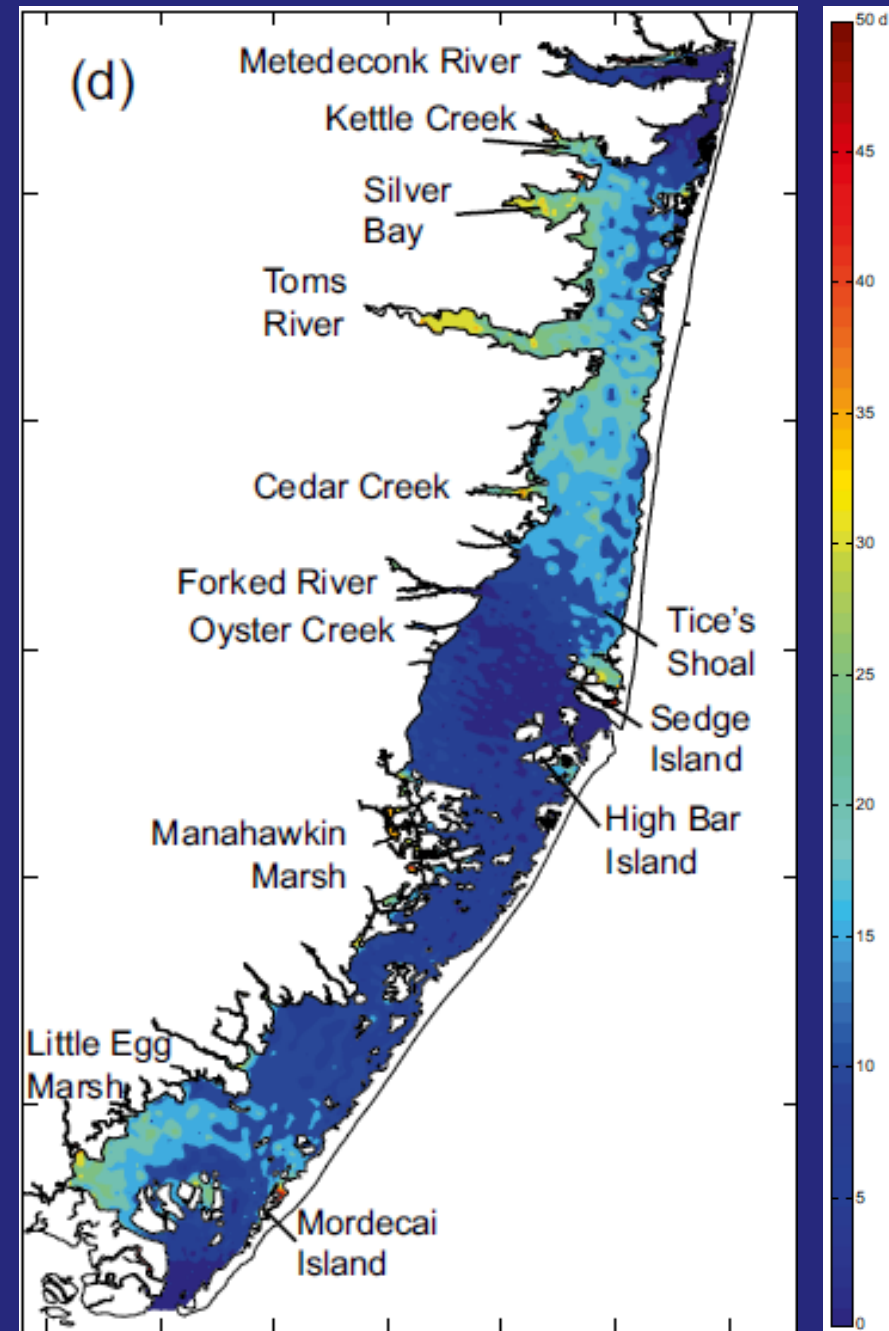 (d)
Metedeconk River
Kettle Creek
Silver
Bay
Toms
River
Cedar Creek
Forked River
Oyster Creek
Tice's
Shoal
Sedge
Island
High Bar
Island
Manahawkin
Marsh
Little Egg
Marsh
Mordecai
Island
50 d
45
40
35
30
25
20
15
10
5
0